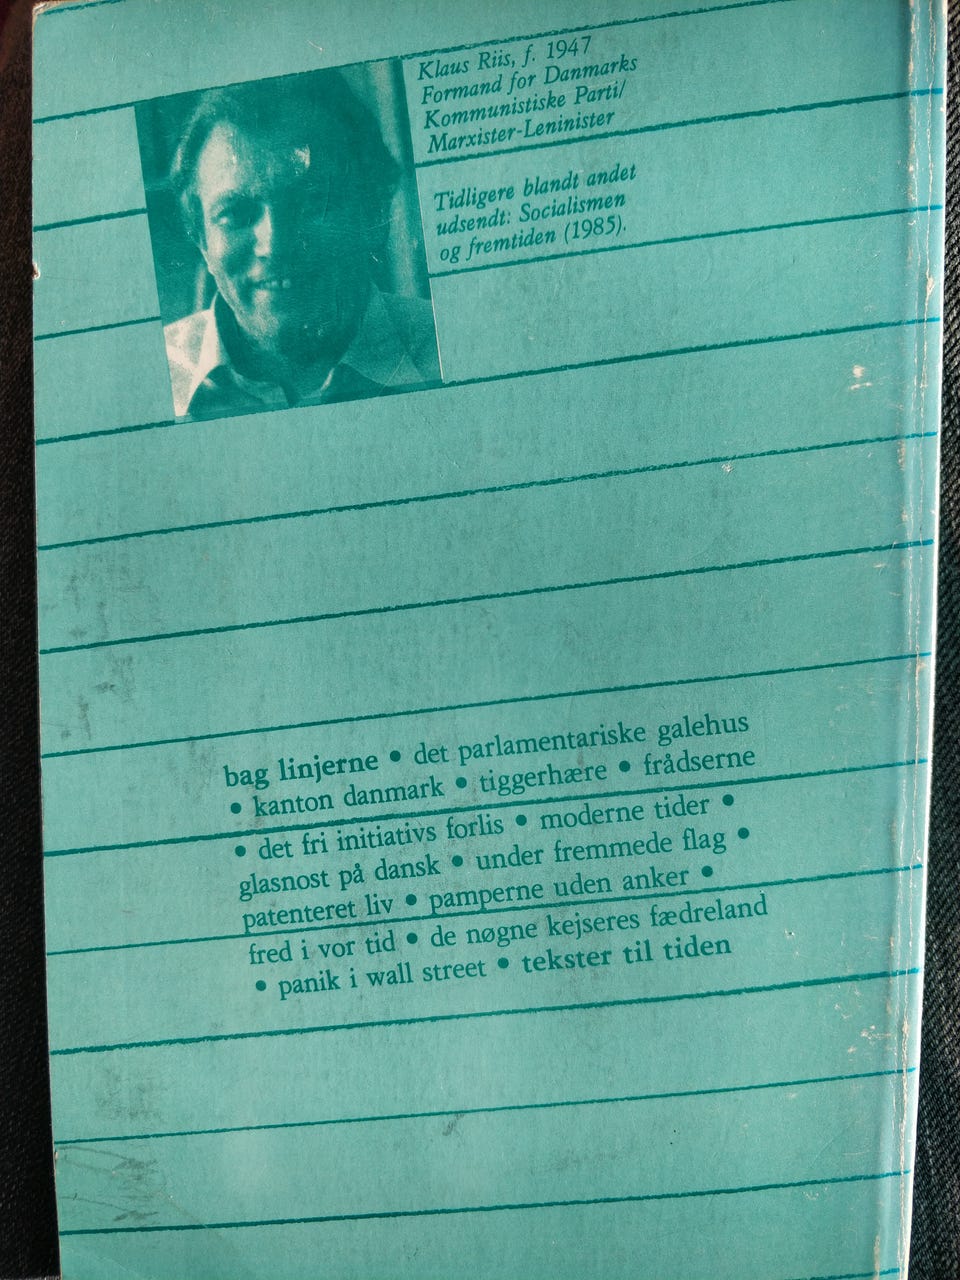 Klaus Riis, f. 1947
Formand for Danmarks
Kommunistiske Parti/
Marxister-Leninister
Tidligere blandt andet
udsendt: Socialismen
og fremtiden (1985).
bag linjerne • det parlamentariske galehus
• kanton danmark • tiggerhære • frådserne
• det fri initiativs forlis • moderne tider •
glasnost på dansk • under fremmede flag •
patenteret liv • pamperne uden anker •
fred i vor tid • de nøgne kejseres fædreland
• panik i wall street • tekster til tiden